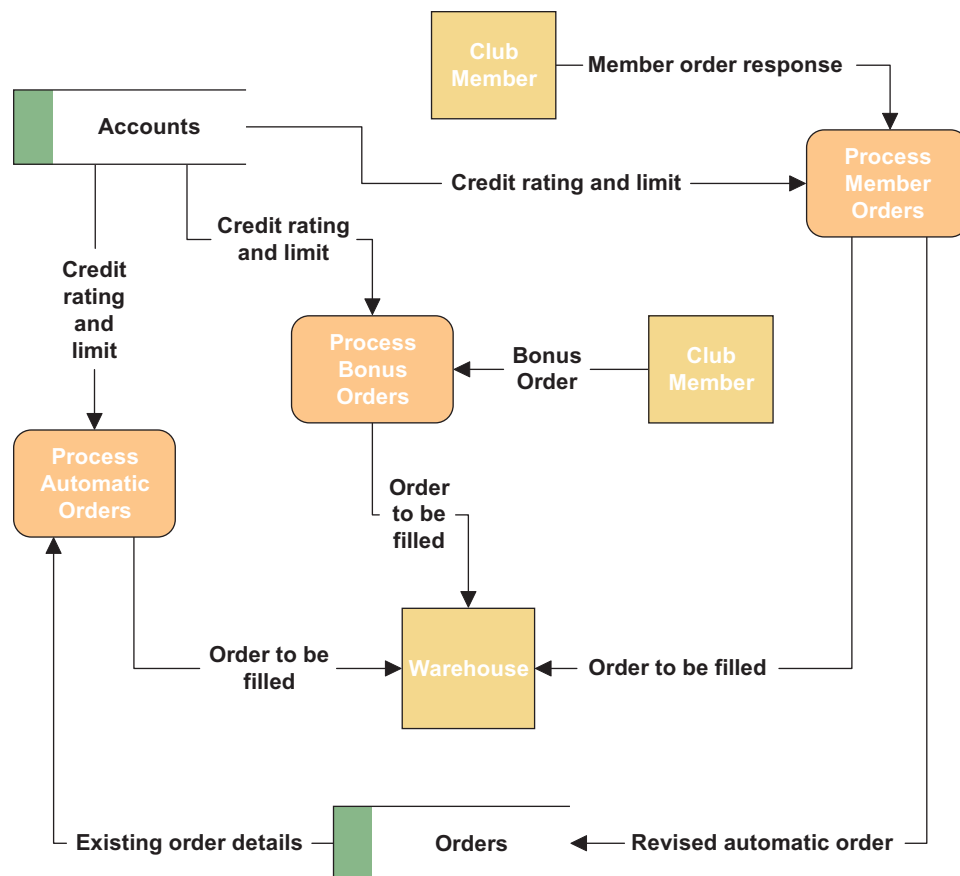 Club
Member
Member order response
Accounts
Process
Member
Orders
Credit rating and limit
Credit rating
and limit
Credit
rating
and
limit
Process
Bonus
Orders
Bonus
Order
Club
Member
Process
Automatic
Orders
Order
to be
filled
Order to be
filled
Warehouse
Order to be filled
Existing order details
Orders
Revised automatic order